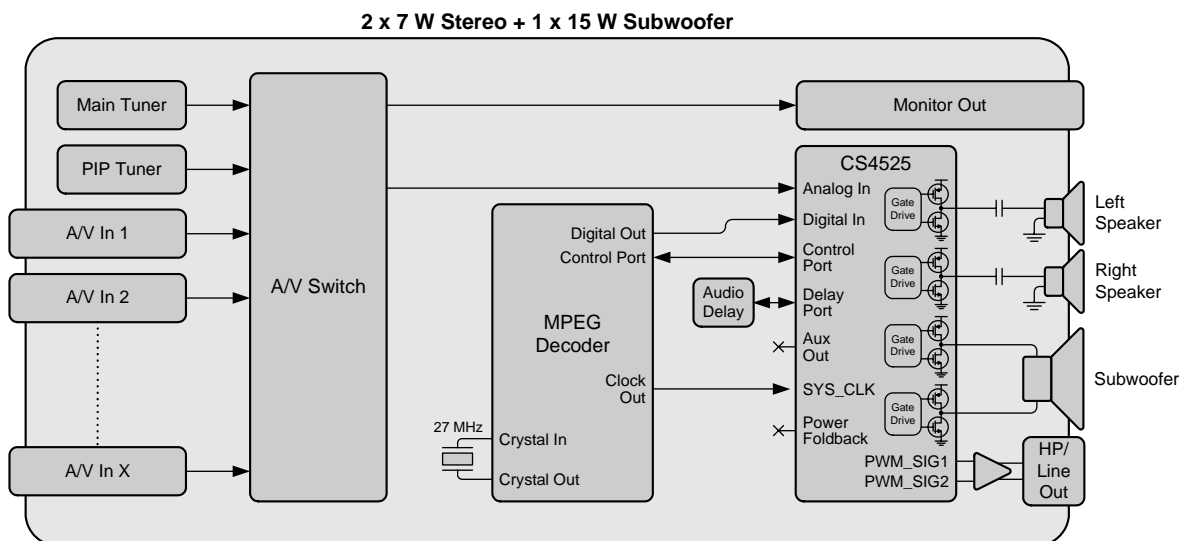 2 x 7 W Stereo + 1 x 15 W Subwoofer
Main Tuner
PIP Tuner
A/V In 1
A/V In 2
A/V In X
A/V Switch
Monitor Out
MPEG
Decoder
Digital Out
Control Port
Clock
Out
27 MHz
Crystal In
Crystal Out
Audio
Delay
CS4525
Analog In
Digital In
Control
Port
Delay
Port
Aux
Out
SYS_CLK
Power
Foldback
PWM_SIG1
PWM_SIG2
Gate
Drive
Gate
Drive
Gate
Drive
Gate
Drive
Left
Speaker
Right
Speaker
Subwoofer
HP/
Line
Out